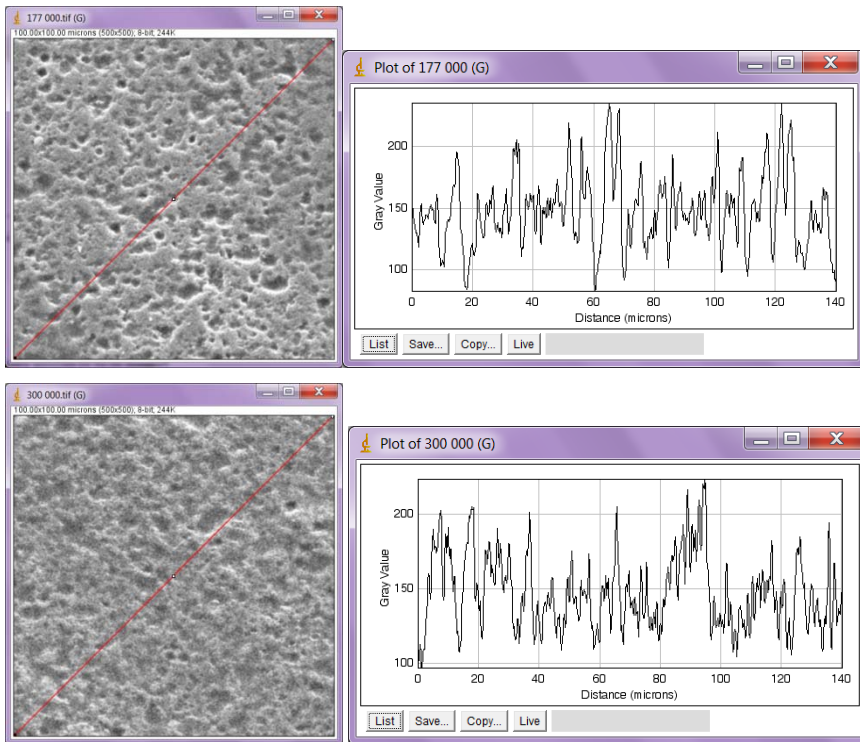 177 000.tif (G)
100.00x100.00 microns (500x500); 8-bit; 244K
Plot of 177 000 (G)
200
150
100
Gray Value
0 20 40 60 80 100 120 140
Distance (microns)
List Save... Copy... Live
300 000.tif (G)
100.00x100.00 microns (500x500); 8-bit; 244K
Plot of 300 000 (G)
200
150
100
Gray Value
0 20 40 60 80 100 120 140
Distance (microns)
List Save... Copy... Live